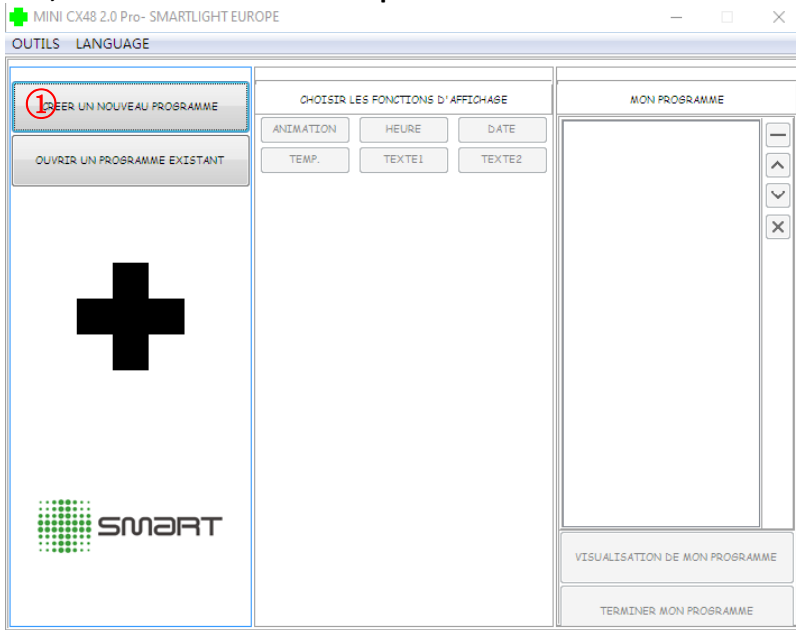 MINI CX48 2.0 Pro- SMARTLIGHT EUROPE
OUTILS LANGUAGE
① CREER UN NOUVEAU PROGRAMME
OUVRIR UN PROGRAMME EXISTANT
SMART
CHOISIR LES FONCTIONS D'AFFICHAGE
ANIMATION HEURE DATE
TEMP. TEXTE1 TEXTE2
MON PROGRAMME
VISUALISATION DE MON PROGRAMME
TERMINER MON PROGRAMME